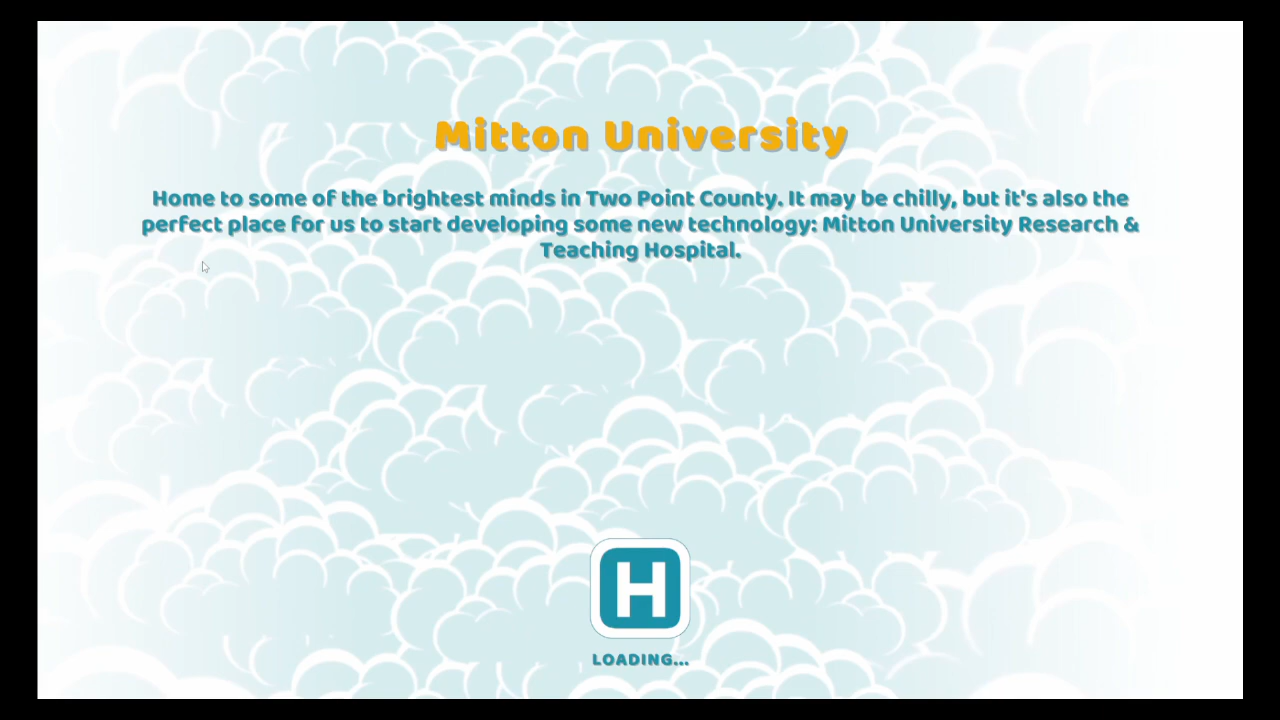 Mitton University
Home to some of the brightest minds in Two Point County. It may be chilly, but it's also the
perfect place for us to start developing some new technology: Mitton University Research &
Teaching Hospital.
H
LOADING...